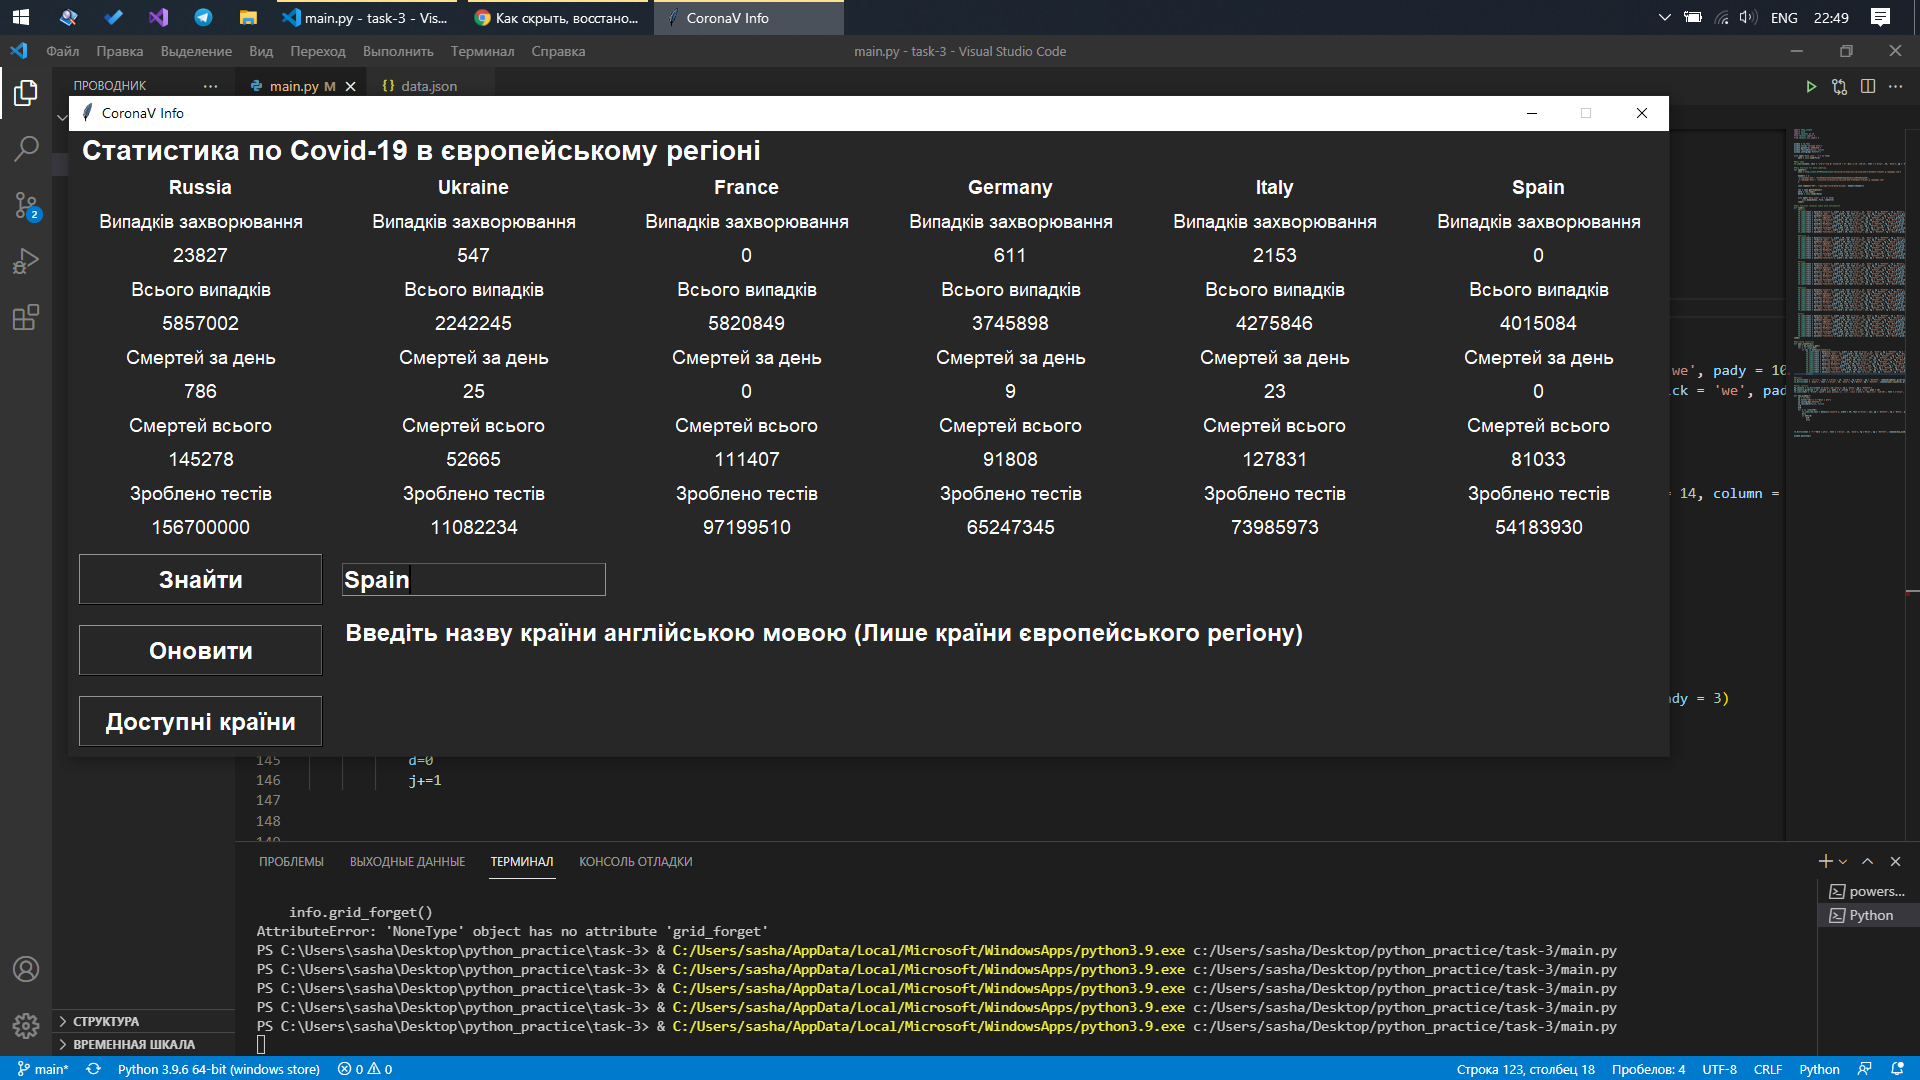 main.py - task-3 - Vis...
Как скрыть, восстано...
CoronaV Info
ENG
22:49
Файл Правка Выделение Вид Переход Выполнить Терминал Справка
main.py - task-3 - Visual Studio Code
ПРОВОДНИК
main.py M
data.json
CoronaV Info
Статистика по Covid-19 в європейському регіоні
Russia Ukraine France Germany Italy Spain
Випадків захворювання Випадків захворювання Випадків захворювання Випадків захворювання Випадків захворювання Випадків захворювання
23827 547 0 611 2153 0
Всього випадків Всього випадків Всього випадків Всього випадків Всього випадків Всього випадків
5857002 2242245 5820849 3745898 4275846 4015084
Смертей за день Смертей за день Смертей за день Смертей за день Смертей за день Смертей за день
786 25 0 9 23 0
Смертей всього Смертей всього Смертей всього Смертей всього Смертей всього Смертей всього
145278 52665 111407 91808 127831 81033
Зроблено тестів Зроблено тестів Зроблено тестів Зроблено тестів Зроблено тестів Зроблено тестів
156700000 11082234 97199510 65247345 73985973 54183930
Знайти
Spain
Оновити
Введіть назву країни англійською мовою (Лише країни європейського регіону)
Доступні країни
we', pady = 10
ck = 'we', pad
= 14, column =
dy = 3)
2
145 d=0
146 j+=1
147
148
ПРОБЛЕМЫ ВЫХОДНЫЕ ДАННЫЕ ТЕРМИНАЛ КОНСОЛЬ ОТЛАДКИ
powers...
Python
info.grid_forget()
AttributeError: 'NoneType' object has no attribute 'grid_forget'
PS C:\Users\sasha\Desktop\python_practice\task-3> & C:/Users/sasha/AppData/Local/Microsoft/WindowsApps/python3.9.exe c:/Users/sasha/Desktop/python_practice/task-3/main.py
PS C:\Users\sasha\Desktop\python_practice\task-3> & C:/Users/sasha/AppData/Local/Microsoft/WindowsApps/python3.9.exe c:/Users/sasha/Desktop/python_practice/task-3/main.py
PS C:\Users\sasha\Desktop\python_practice\task-3> & C:/Users/sasha/AppData/Local/Microsoft/WindowsApps/python3.9.exe c:/Users/sasha/Desktop/python_practice/task-3/main.py
PS C:\Users\sasha\Desktop\python_practice\task-3> & C:/Users/sasha/AppData/Local/Microsoft/WindowsApps/python3.9.exe c:/Users/sasha/Desktop/python_practice/task-3/main.py
PS C:\Users\sasha\Desktop\python_practice\task-3> & C:/Users/sasha/AppData/Local/Microsoft/WindowsApps/python3.9.exe c:/Users/sasha/Desktop/python_practice/task-3/main.py
СТРУКТУРА
ВРЕМЕННАЯ ШКАЛА
main* Python 3.9.6 64-bit (windows store) 0 0
Строка 123, столбец 18 Пробелов: 4 UTF-8 CRLF Python